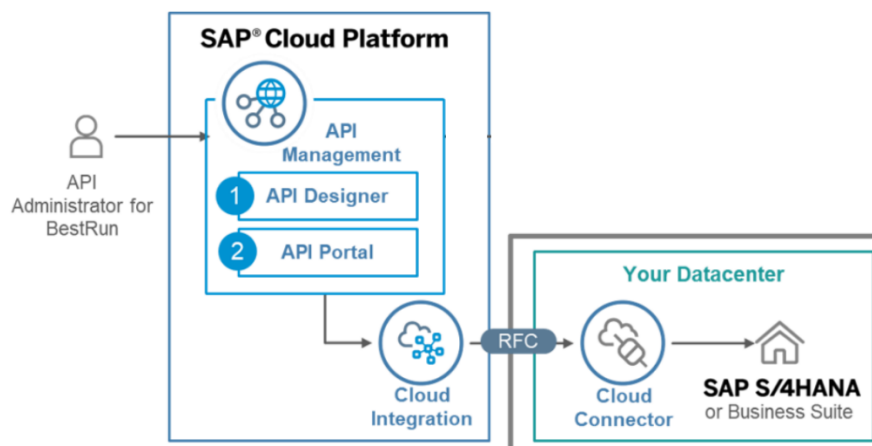 SAP® Cloud Platform
API
Management
1
API Designer
2
API Portal
API
Administrator for
BestRun
Cloud
Integration
RFC
Your Datacenter
Cloud
Connector
SAP S/4HANA
or Business Suite